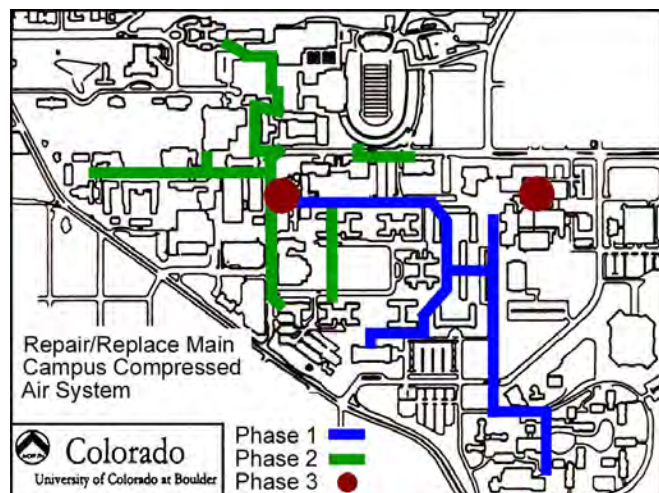 Repair/Replace Main
Campus Compressed
Air System
Colorado
University of Colorado at Boulder
Phase 1
Phase 2
Phase 3